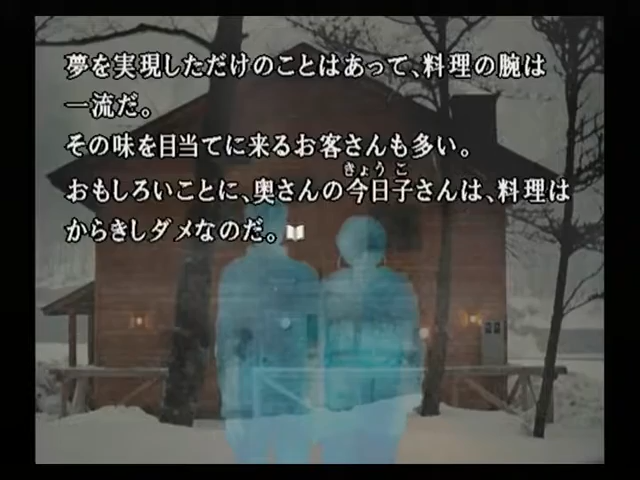 夢を実現しただけのことはあって、料理の腕は
一流だ。
その味を目当てに来るお客さんも多い。
きょうこ
おもしろいことに、奥さんの今日子さんは、料理は
からきしダメなのだ。